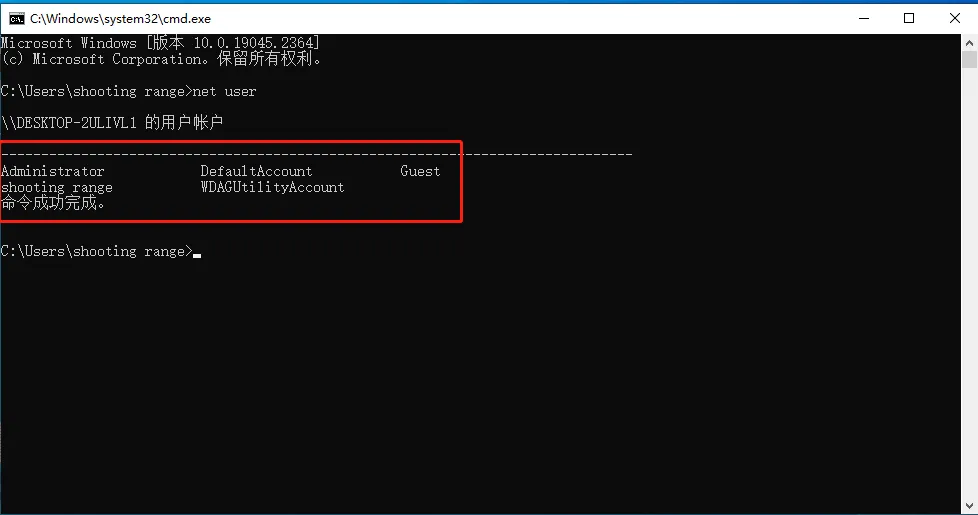 C:\Windows\system32\cmd.exe
Microsoft Windows [版本 10.0.19045.2364]
(c) Microsoft Corporation。保留所有权利。
C:\Users\shooting range>net user
\\DESKTOP-2ULIVL1 的用户帐户
-------------------------------------------------------------------------------
Administrator            DefaultAccount           Guest
shooting range           WDAGUtilityAccount
命令成功完成。
C:\Users\shooting range>